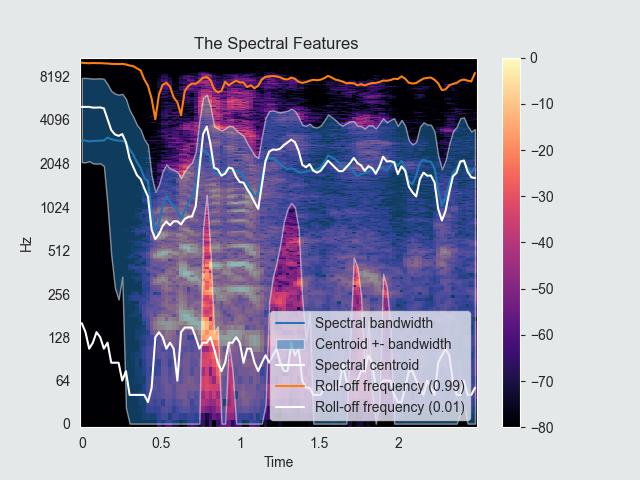 The Spectral Features
8192
4096
2048
1024
512
256
128
64
0
Hz
0
0.5
1
1.5
2
Time
Spectral bandwidth
Centroid +- bandwidth
Spectral centroid
Roll-off frequency (0.99)
Roll-off frequency (0.01)
0
−10
−20
−30
−40
−50
−60
−70
−80